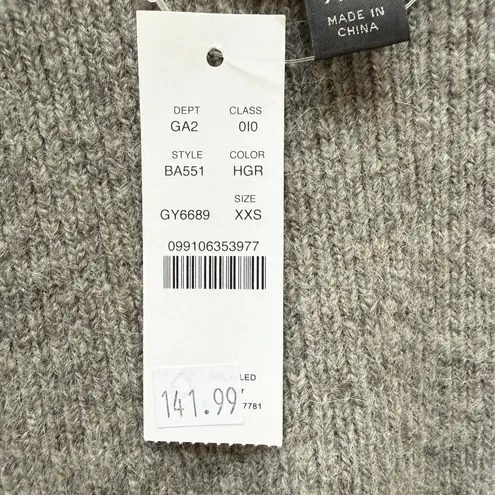 MADE IN
CHINA
DEPT CLASS
GA2 0I0
STYLE COLOR
BA551 HGR
SIZE
GY6689 XXS
099106353977
LED
141.99
7781